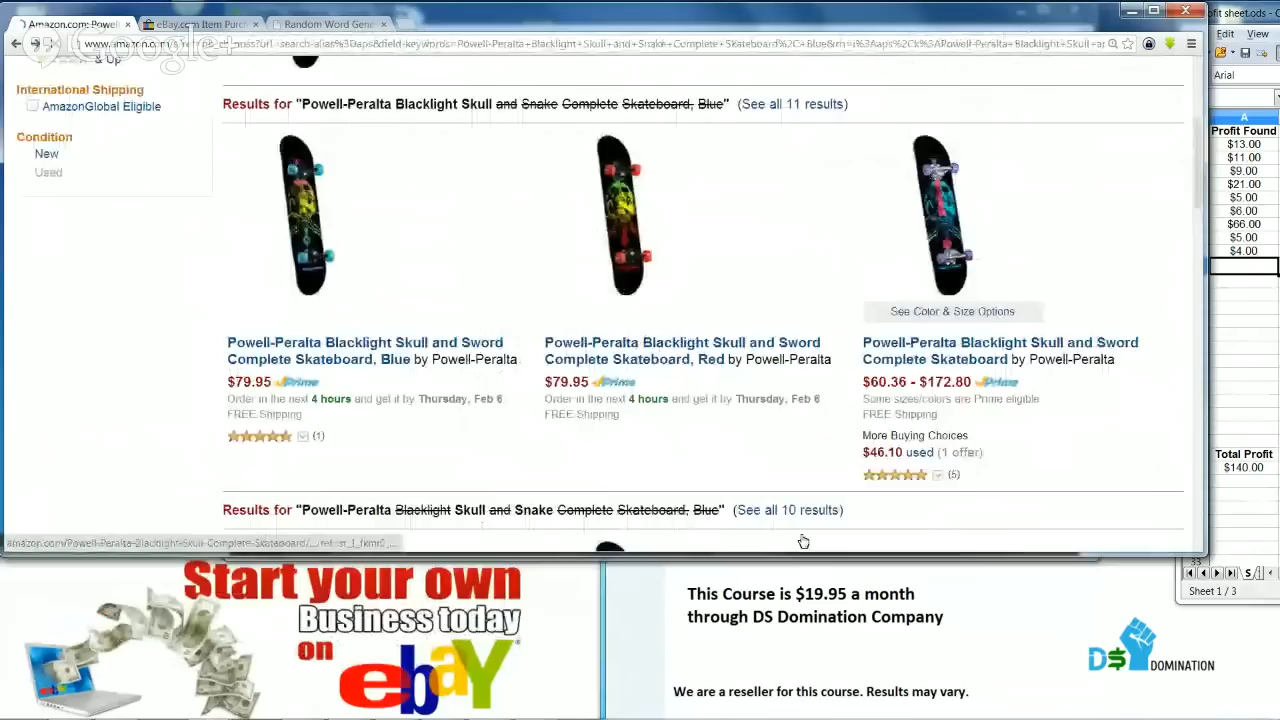 Amazon.com: Powell
eBay.com Item Purch
Random Word Gene
Google+
& Up
International Shipping
AmazonGlobal Eligible
Condition
New
Used
Results for "Powell-Peralta Blacklight Skull and Snake Complete Skateboard, Blue" (See all 11 results)
See Color & Size Options
Powell-Peralta Blacklight Skull and Sword
Complete Skateboard, Blue by Powell-Peralta
$79.95 Prime
Order in the next 4 hours and get it by Thursday, Feb 6
FREE Shipping
(1)
Powell-Peralta Blacklight Skull and Sword
Complete Skateboard, Red by Powell-Peralta
$79.95 Prime
Order in the next 4 hours and get it by Thursday, Feb 6
FREE Shipping
Powell-Peralta Blacklight Skull and Sword
Complete Skateboard by Powell-Peralta
$60.36 - $172.80 Prime
Some sizes/colors are Prime eligible
FREE Shipping
More Buying Choices
$46.10 used (1 offer)
(5)
Results for "Powell-Peralta Blacklight Skull and Snake Complete Skateboard, Blue" (See all 10 results)
ofit sheet.ods -
Edit View
Arial
A
Profit Found
$13.00
$11.00
$9.00
$21.00
$5.00
$6.00
$66.00
$5.00
$4.00
Total Profit
$140.00
33
Sheet 1 / 3
Start your own
Business today
on
ebaY
This Course is $19.95 a month
through DS Domination Company
D$ DOMINATION
We are a reseller for this course. Results may vary.